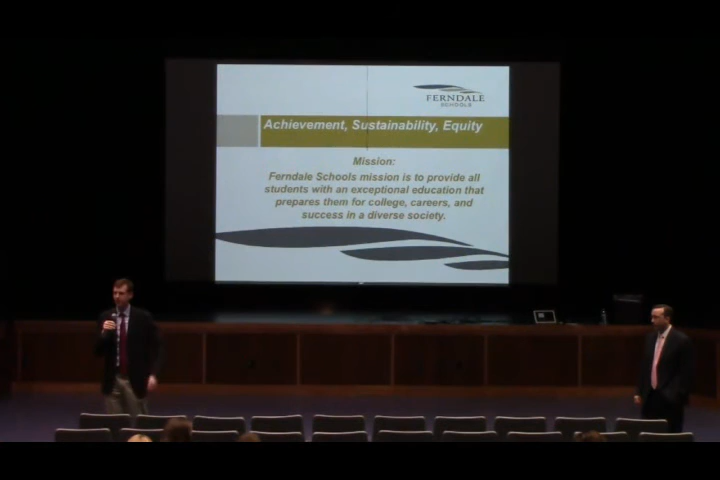 FERNDALE
SCHOOLS
Achievement, Sustainability, Equity
Mission:
Ferndale Schools mission is to provide all
students with an exceptional education that
prepares them for college, careers, and
success in a diverse society.